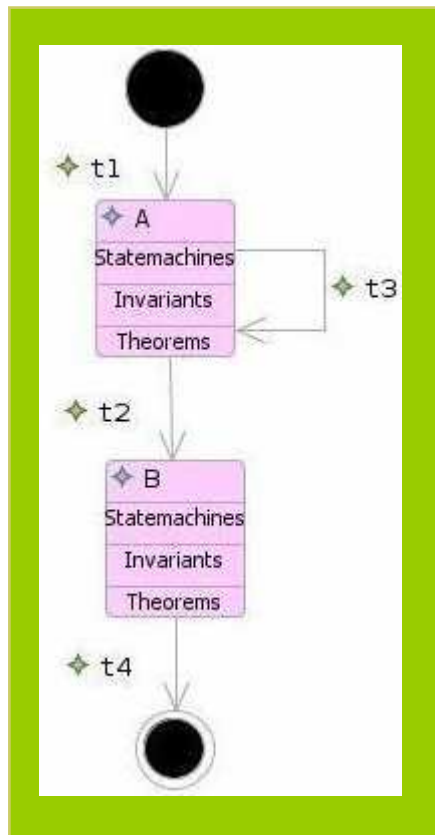 t1
A
Statemachines
t3
Invariants
Theorems
t2
B
Statemachines
Invariants
Theorems
t4